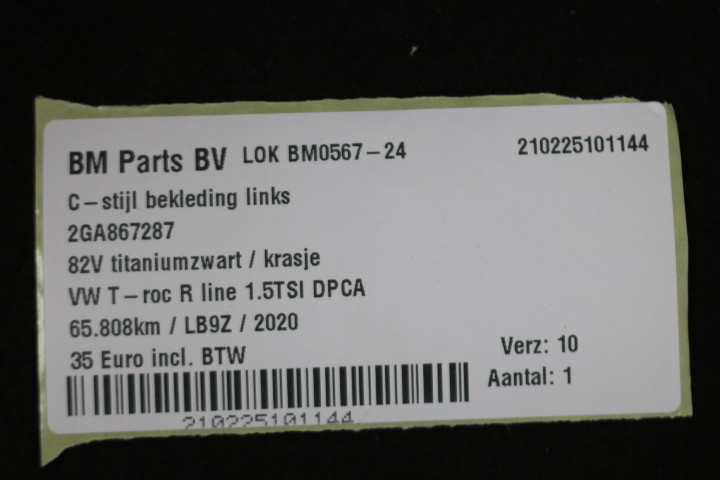 BM Parts BV LOK BM0567-24 210225101144
C-stijl bekleding links
2GA867287
82V titaniumzwart / krasje
VW T-roc R line 1.5TSI DPCA
65.808km / LB9Z / 2020
35 Euro incl. BTW
Verz: 10
Aantal: 1
210225101144